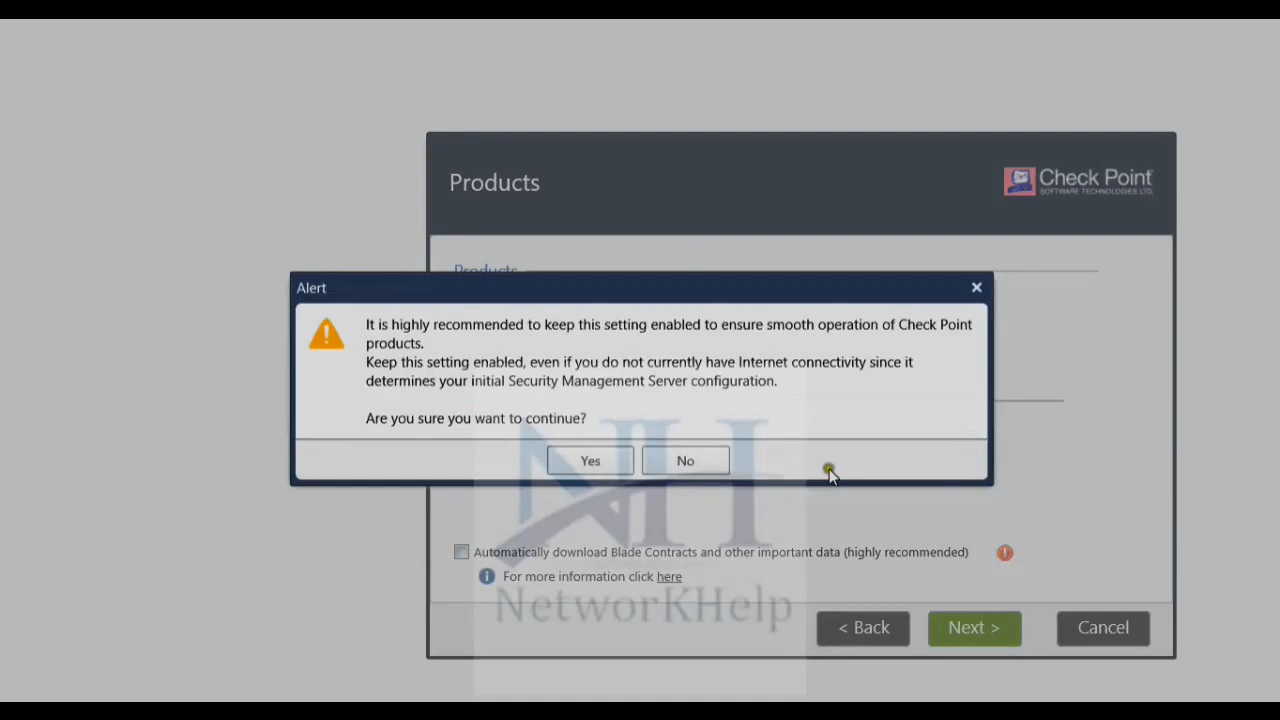 Products
Check Point
SOFTWARE TECHNOLOGIES LTD.
Products
Alert
It is highly recommended to keep this setting enabled to ensure smooth operation of Check Point
products.
Keep this setting enabled, even if you do not currently have Internet connectivity since it
determines your initial Security Management Server configuration.
Are you sure you want to continue?
Yes
No
NH
Automatically download Blade Contracts and other important data (highly recommended)
For more information click here
NetworKHelp
< Back
Next >
Cancel